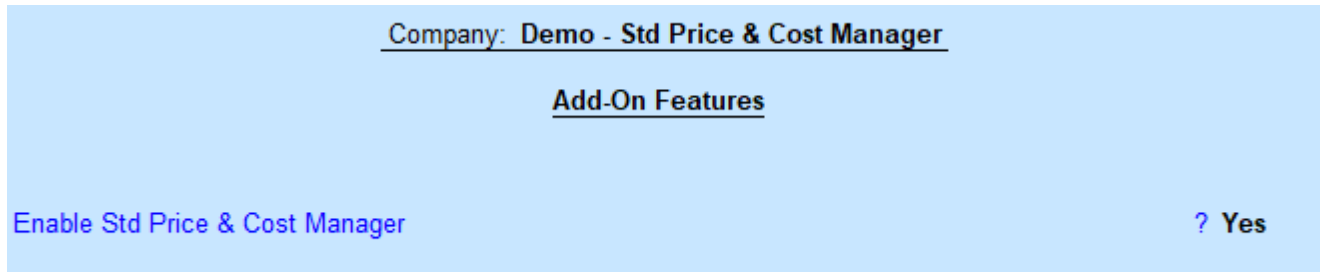 Company: Demo - Std Price & Cost Manager
Add-On Features
Enable Std Price & Cost Manager ? Yes